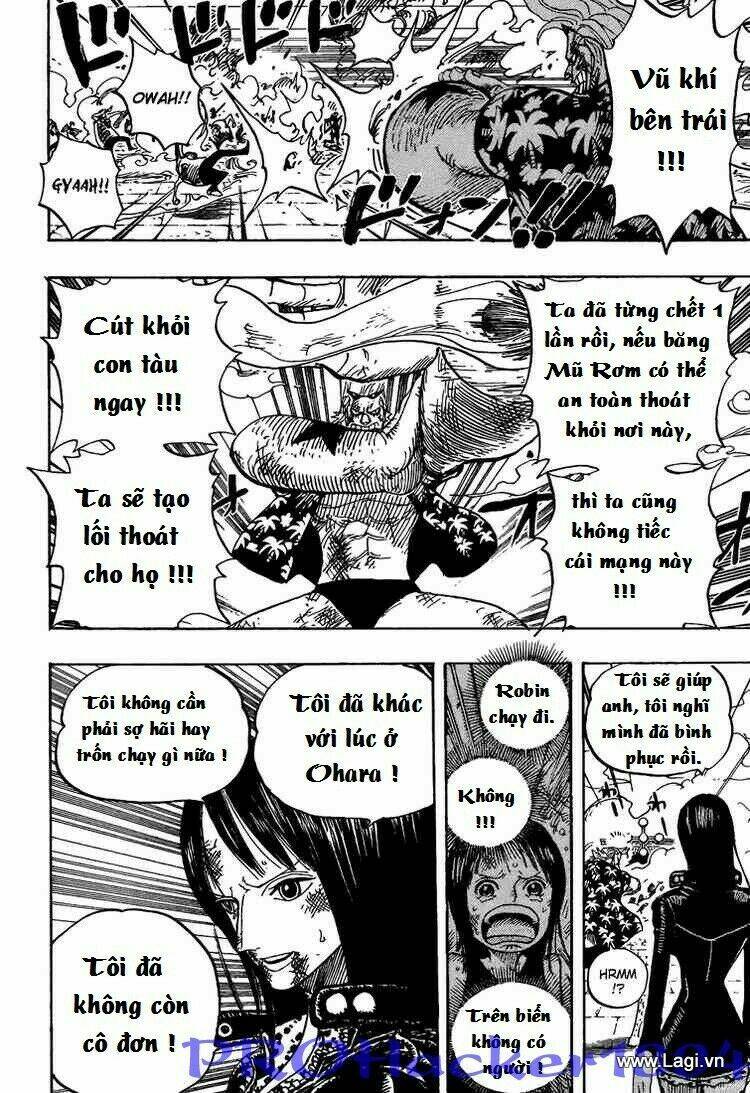 Vũ khí
bên trái
!!!
OWAH!!
GYAAH!!
ドドドド
ドォン!!!
Ta đã từng chết 1
lần rồi, nếu băng
Mũ Rơm có thể
an toàn thoát
khỏi nơi này,
thì ta cũng
không tiếc
cái mạng này
!!!
Cút khỏi
con tàu
ngay !!!
Ta sẽ tạo
lối thoát
cho họ !!!
Tôi sẽ giúp
anh, tôi nghĩ
mình đã bình
phục rồi.
HRMM
!?
Robin
chạy đi.
Không
!!!
Trên biển
không có
người !
Tôi đã khác
với lúc ở
Ohara !
Tôi không cần
phải sợ hãi hay
trốn chạy gì nữa !
Tôi đã
không còn
cô đơn !
PROHacker1994
www.Lagi.vn